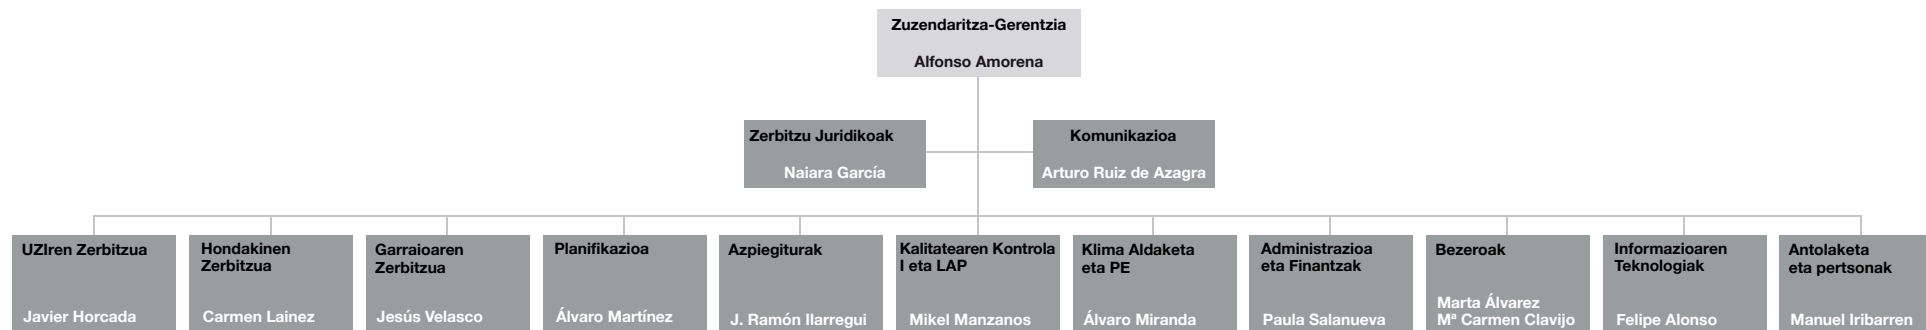 Zuzendaritza-Gerentzia
Alfonso Amorena
Zerbitzu Juridikoak
Naiara García
Komunikazioa
Arturo Ruiz de Azagra
UZIren Zerbitzua
Javier Horcada
Hondakinen
Zerbitzua
Carmen Lainez
Garraioaren
Zerbitzua
Jesús Velasco
Planifikazioa
Álvaro Martínez
Azpiegiturak
J. Ramón Ilarregui
Kalitatearen Kontrola
I eta LAP
Mikel Manzanos
Klima Aldaketa
eta PE
Álvaro Miranda
Administrazioa
eta Finantzak
Paula Salanueva
Bezeroak
Marta Álvarez
Mª Carmen Clavijo
Informazioaren
Teknologiak
Felipe Alonso
Antolaketa
eta pertsonak
Manuel Iribarren